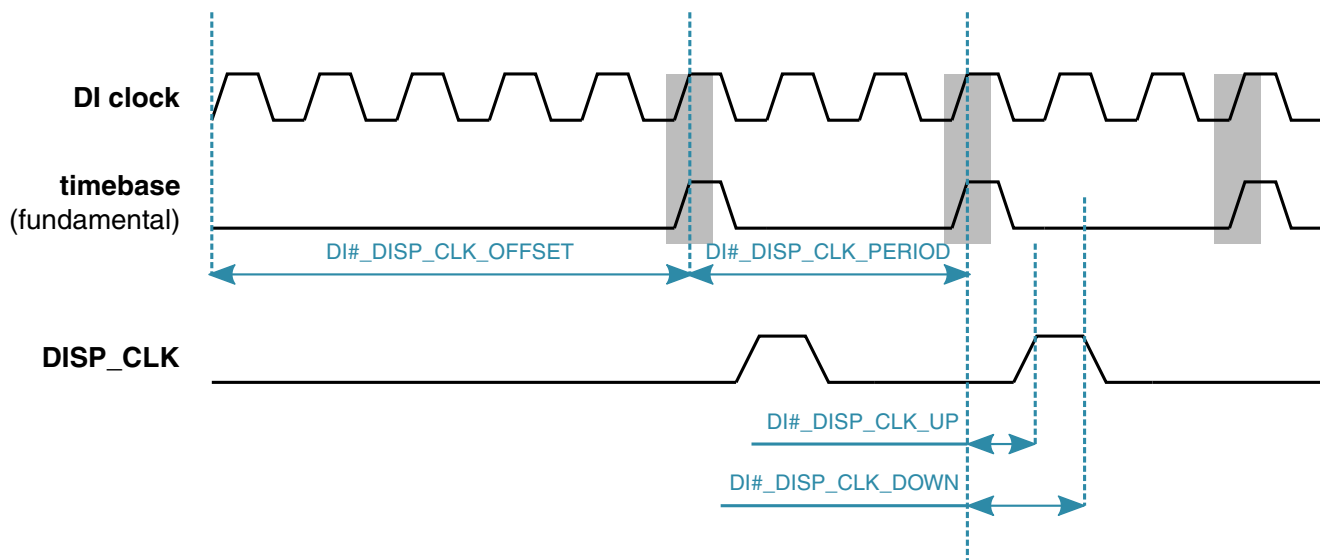 DI clock
timebase
(fundamental)
DI#_DISP_CLK_OFFSET
DI#_DISP_CLK_PERIOD
DISP_CLK
DI#_DISP_CLK_UP
DI#_DISP_CLK_DOWN